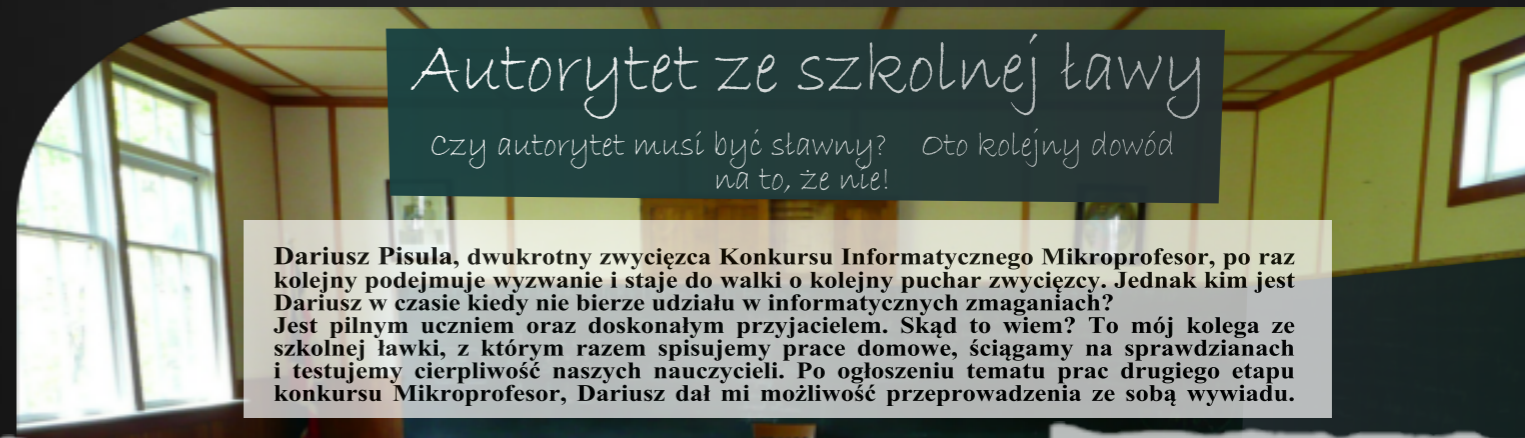 Autorytet ze szkolnej ławy
Czy autorytet musi być sławny? Oto kolejny dowód
na to, że nie!
Dariusz Pisula, dwukrotny zwycięzca Konkursu Informatycznego Mikroprofesor, po raz
kolejny podejmuje wyzwanie i staje do walki o kolejny puchar zwycięzcy. Jednak kim jest
Dariusz w czasie kiedy nie bierze udziału w informatycznych zmaganiach?
Jest pilnym uczniem oraz doskonałym przyjacielem. Skąd to wiem? To mój kolega ze
szkolnej ławki, z którym razem spisujemy prace domowe, ściągamy na sprawdzianach
i testujemy cierpliwość naszych nauczycieli. Po ogłoszeniu tematu prac drugiego etapu
konkursu Mikroprofesor, Dariusz dał mi możliwość przeprowadzenia ze sobą wywiadu.